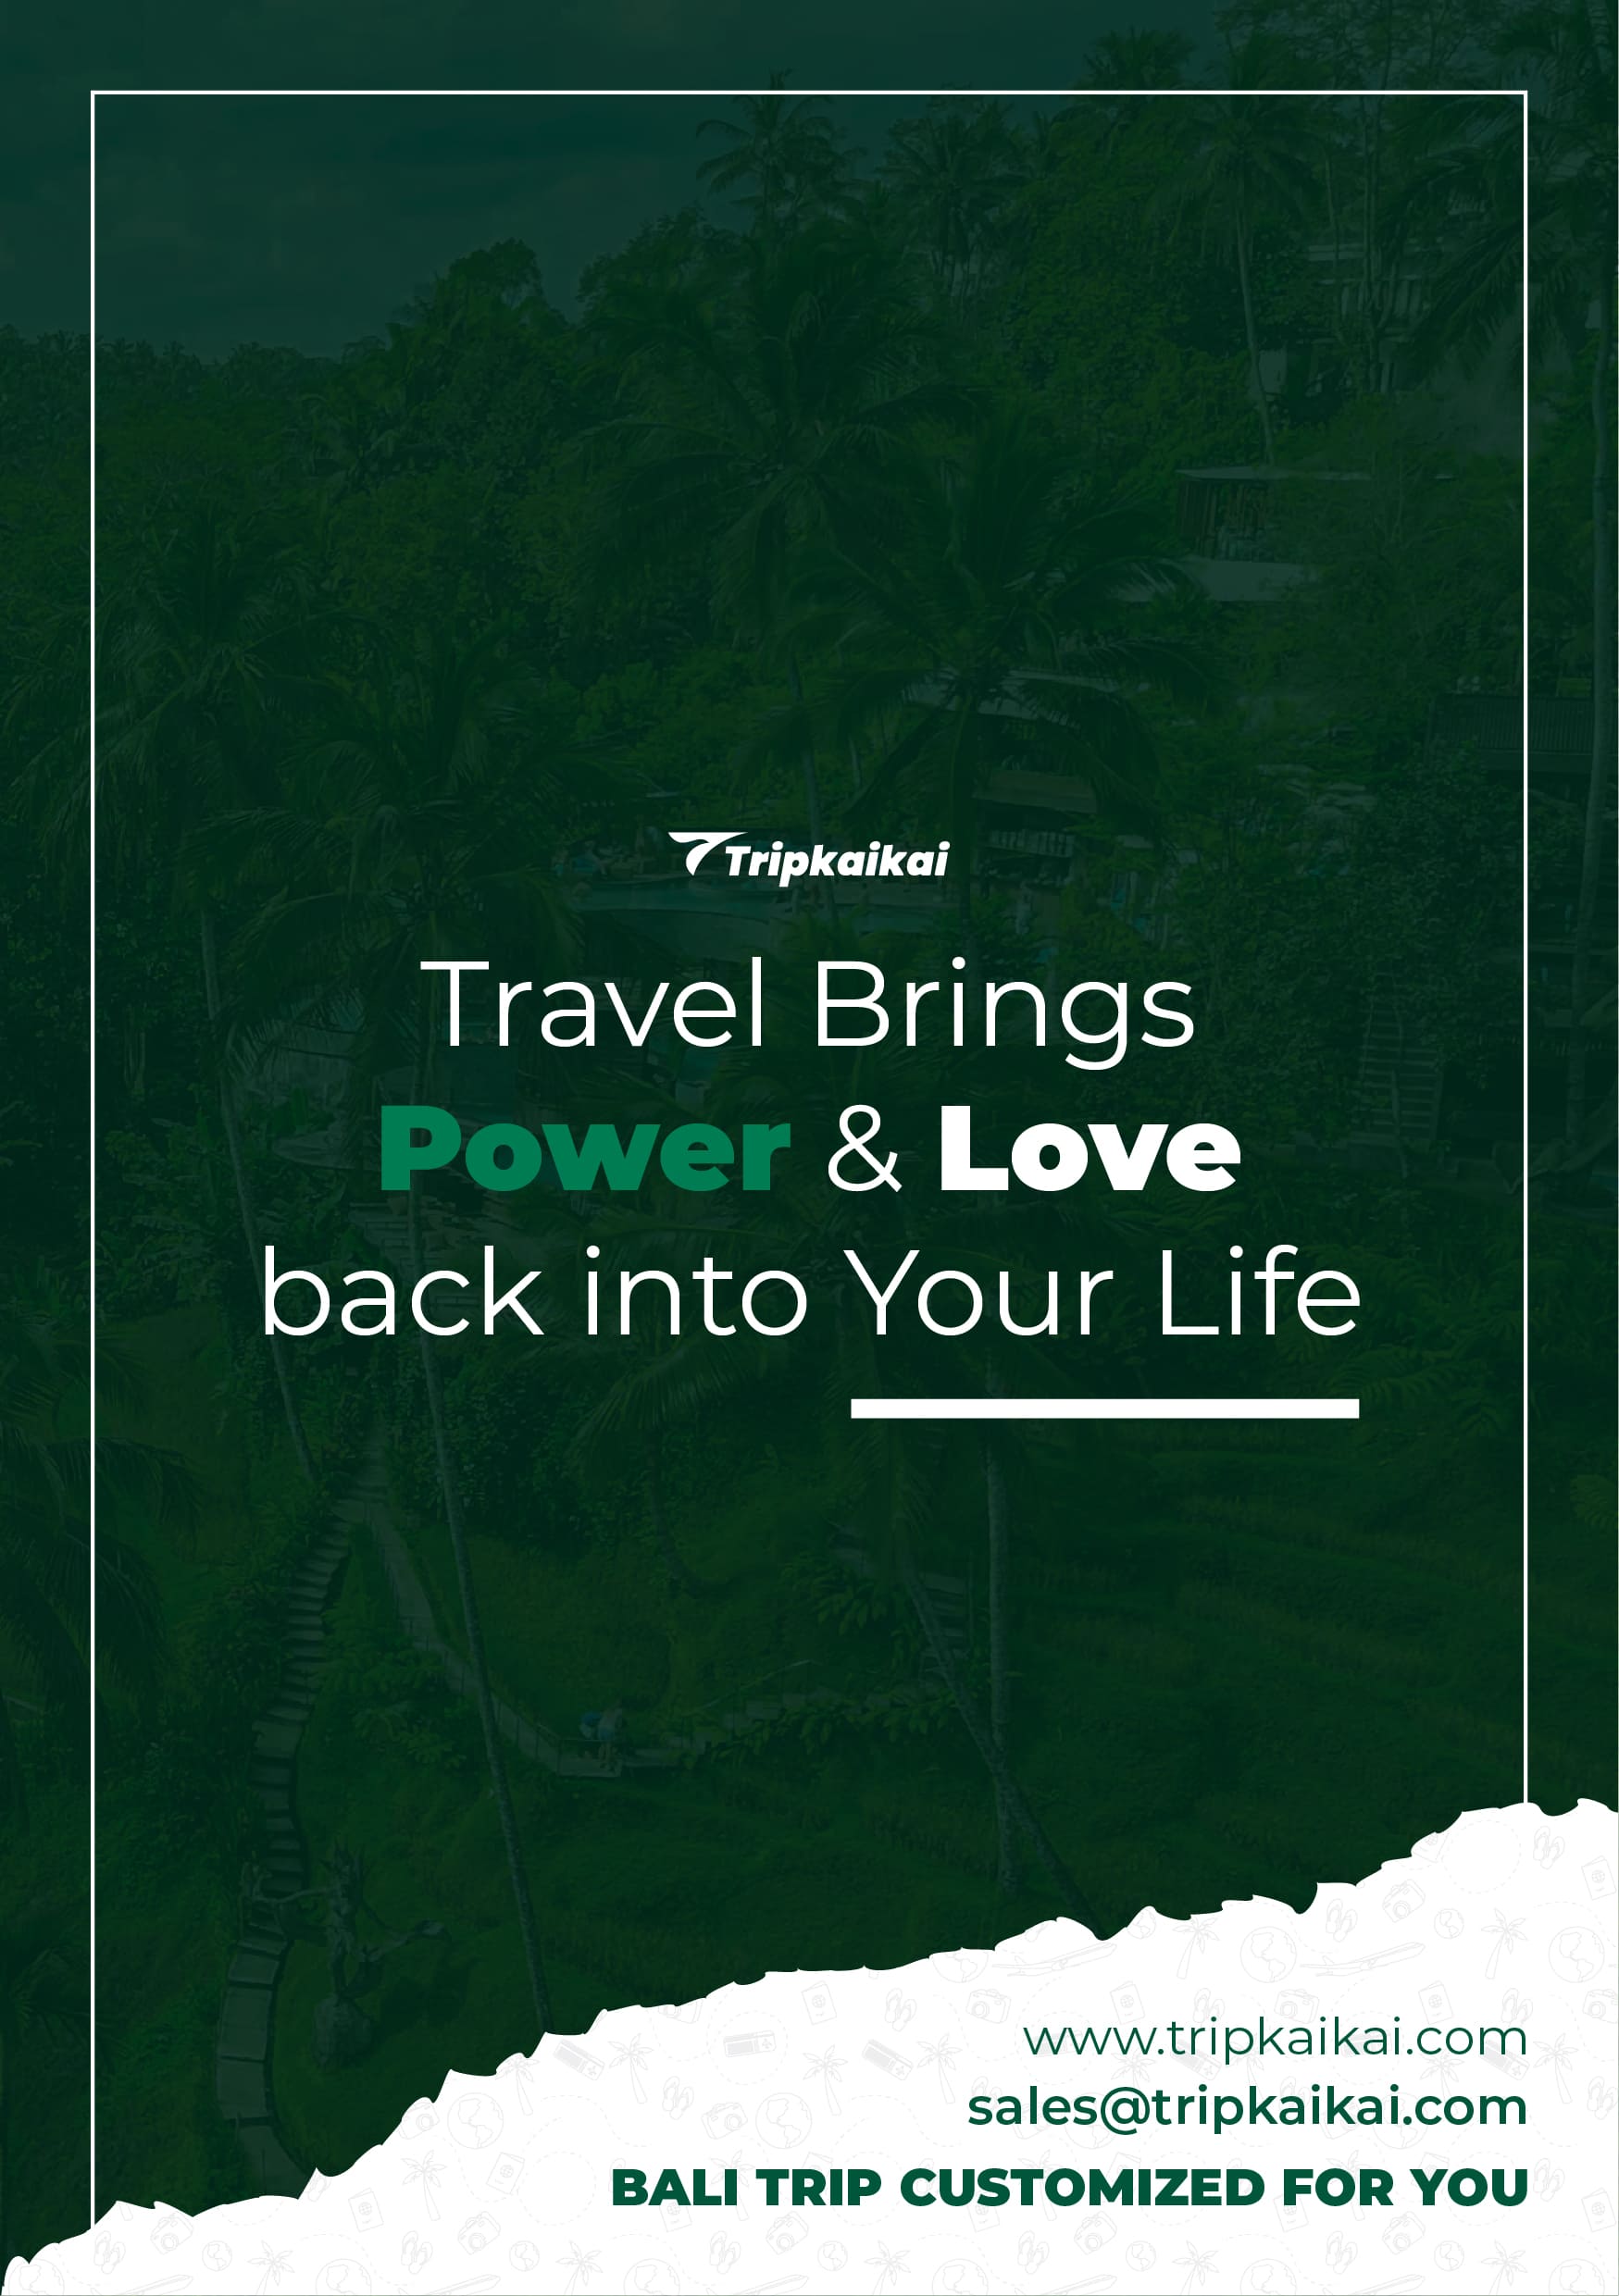 Tripkaikai
Travel Brings
Power & Love
back into Your Life
www.tripkaikai.com
sales@tripkaikai.com
BALI TRIP CUSTOMIZED FOR YOU